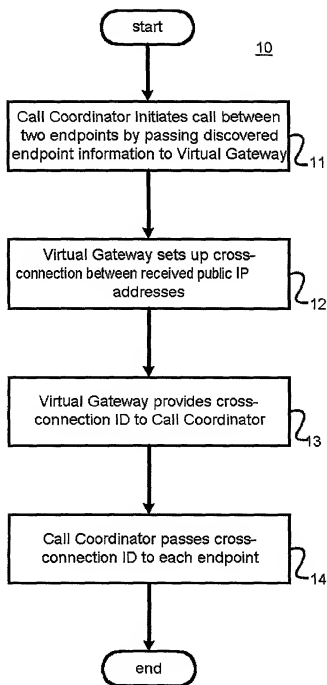 start
10
Call Coordinator Initiates call between
two endpoints by passing discovered
endpoint information to Virtual Gateway
11
Virtual Gateway sets up cross-
connection between received public IP
addresses
12
Virtual Gateway provides cross-
connection ID to Call Coordinator
13
Call Coordinator passes cross-
connection ID to each endpoint
14
end